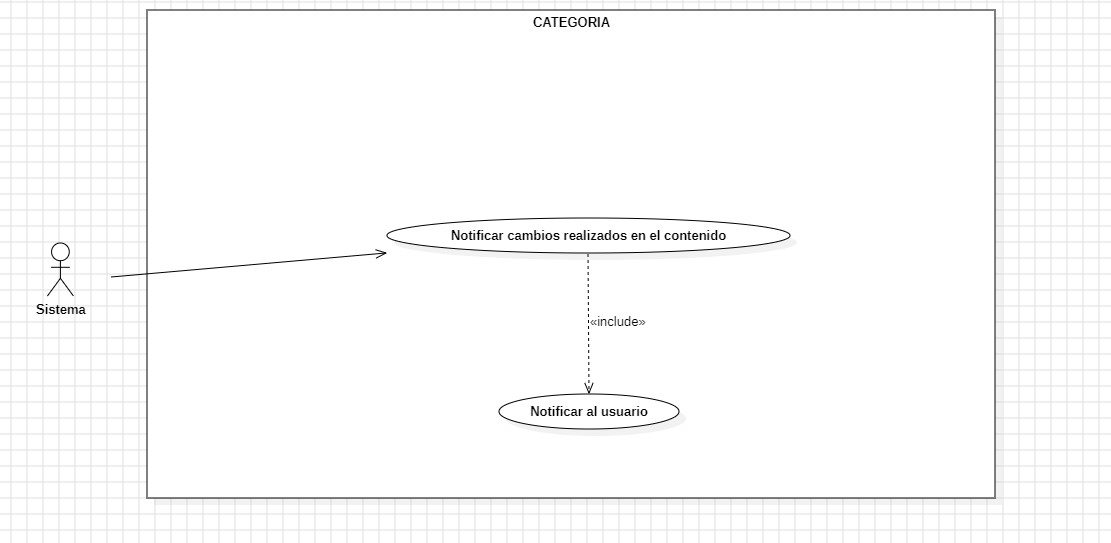 CATEGORIA
Notificar cambios realizados en el contenido
Sistema
«include»
Notificar al usuario